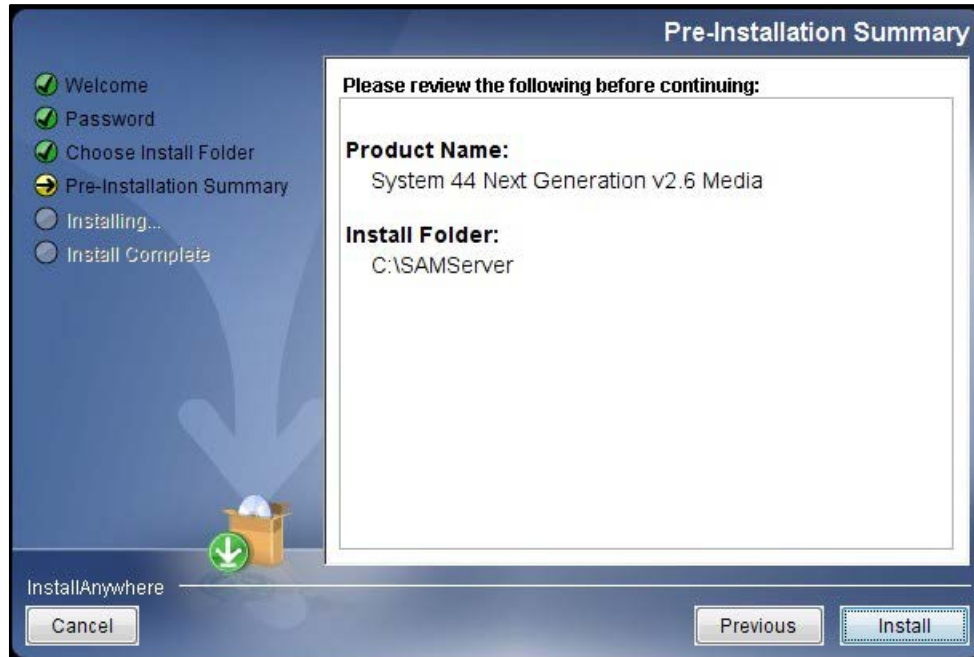 Pre-Installation Summary
Welcome
Password
Choose Install Folder
Pre-Installation Summary
Installing...
Install Complete
Please review the following before continuing:
Product Name:
System 44 Next Generation v2.6 Media
Install Folder:
C:\SAMServer
InstallAnywhere
Cancel
Previous
Install